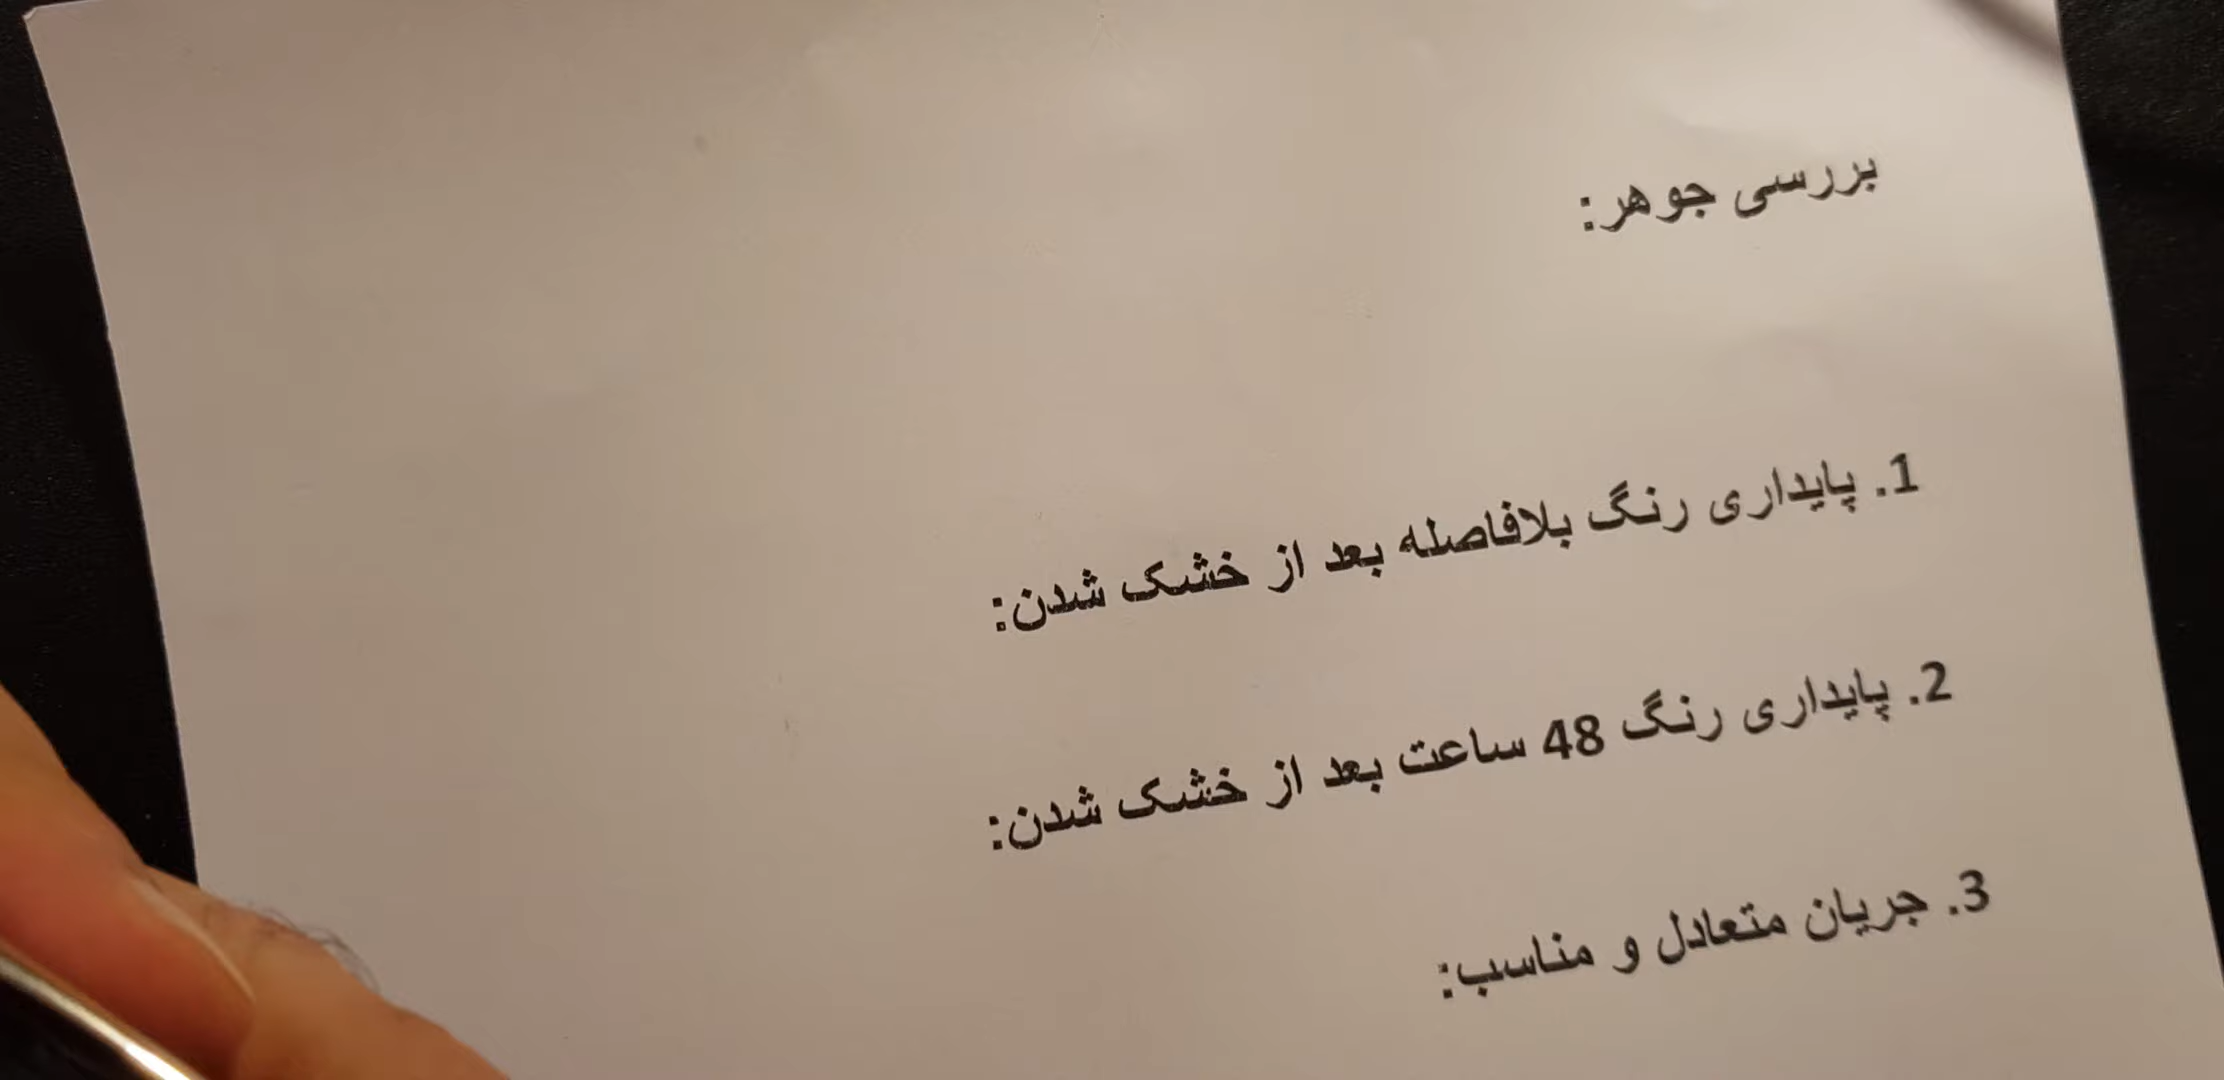 بررسی جوهر:
1. پایداری رنگ بلافاصله بعد از خشک شدن:
2. پایداری رنگ 48 ساعت بعد از خشک شدن:
3. جریان متعادل و مناسب: